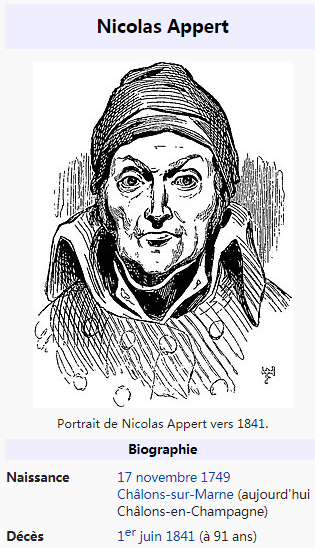 Nicolas Appert
Portrait de Nicolas Appert vers 1841.
Biographie
Naissance 17 novembre 1749
Châlons-sur-Marne (aujourd'hui
Châlons-en-Champagne)
Décès 1er juin 1841 (à 91 ans)